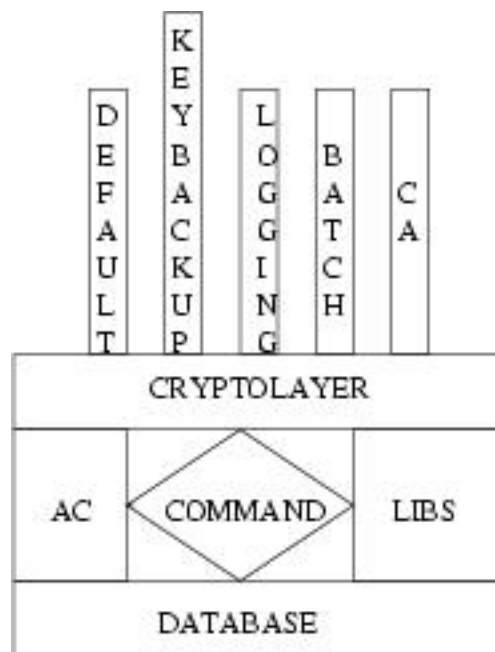 DEFAULT
KEYBACKUP
LOGGING
BATCH
CA
CRYPTOLAYER
AC
COMMAND
LIBS
DATABASE